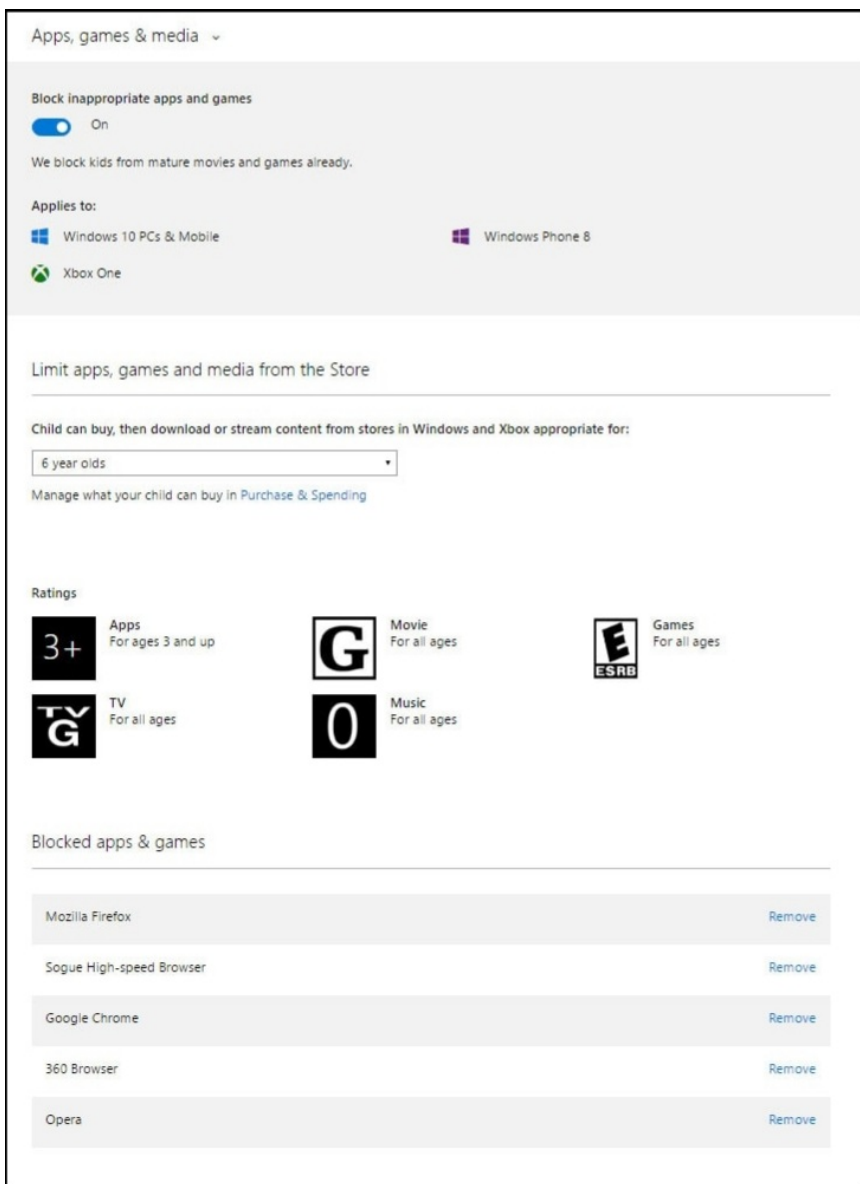 Apps, games & media
Block inappropriate apps and games
On
We block kids from mature movies and games already.
Applies to:
Windows 10 PCs & Mobile
Windows Phone 8
Xbox One
Limit apps, games and media from the Store
Child can buy, then download or stream content from stores in Windows and Xbox appropriate for:
6 year olds
Manage what your child can buy in Purchase & Spending
Ratings
3+
Apps
For ages 3 and up
G
Movie
For all ages
E
ESRB
Games
For all ages
TV
G
TV
For all ages
0
Music
For all ages
Blocked apps & games
Mozilla Firefox Remove
Sogue High-speed Browser Remove
Google Chrome Remove
360 Browser Remove
Opera Remove